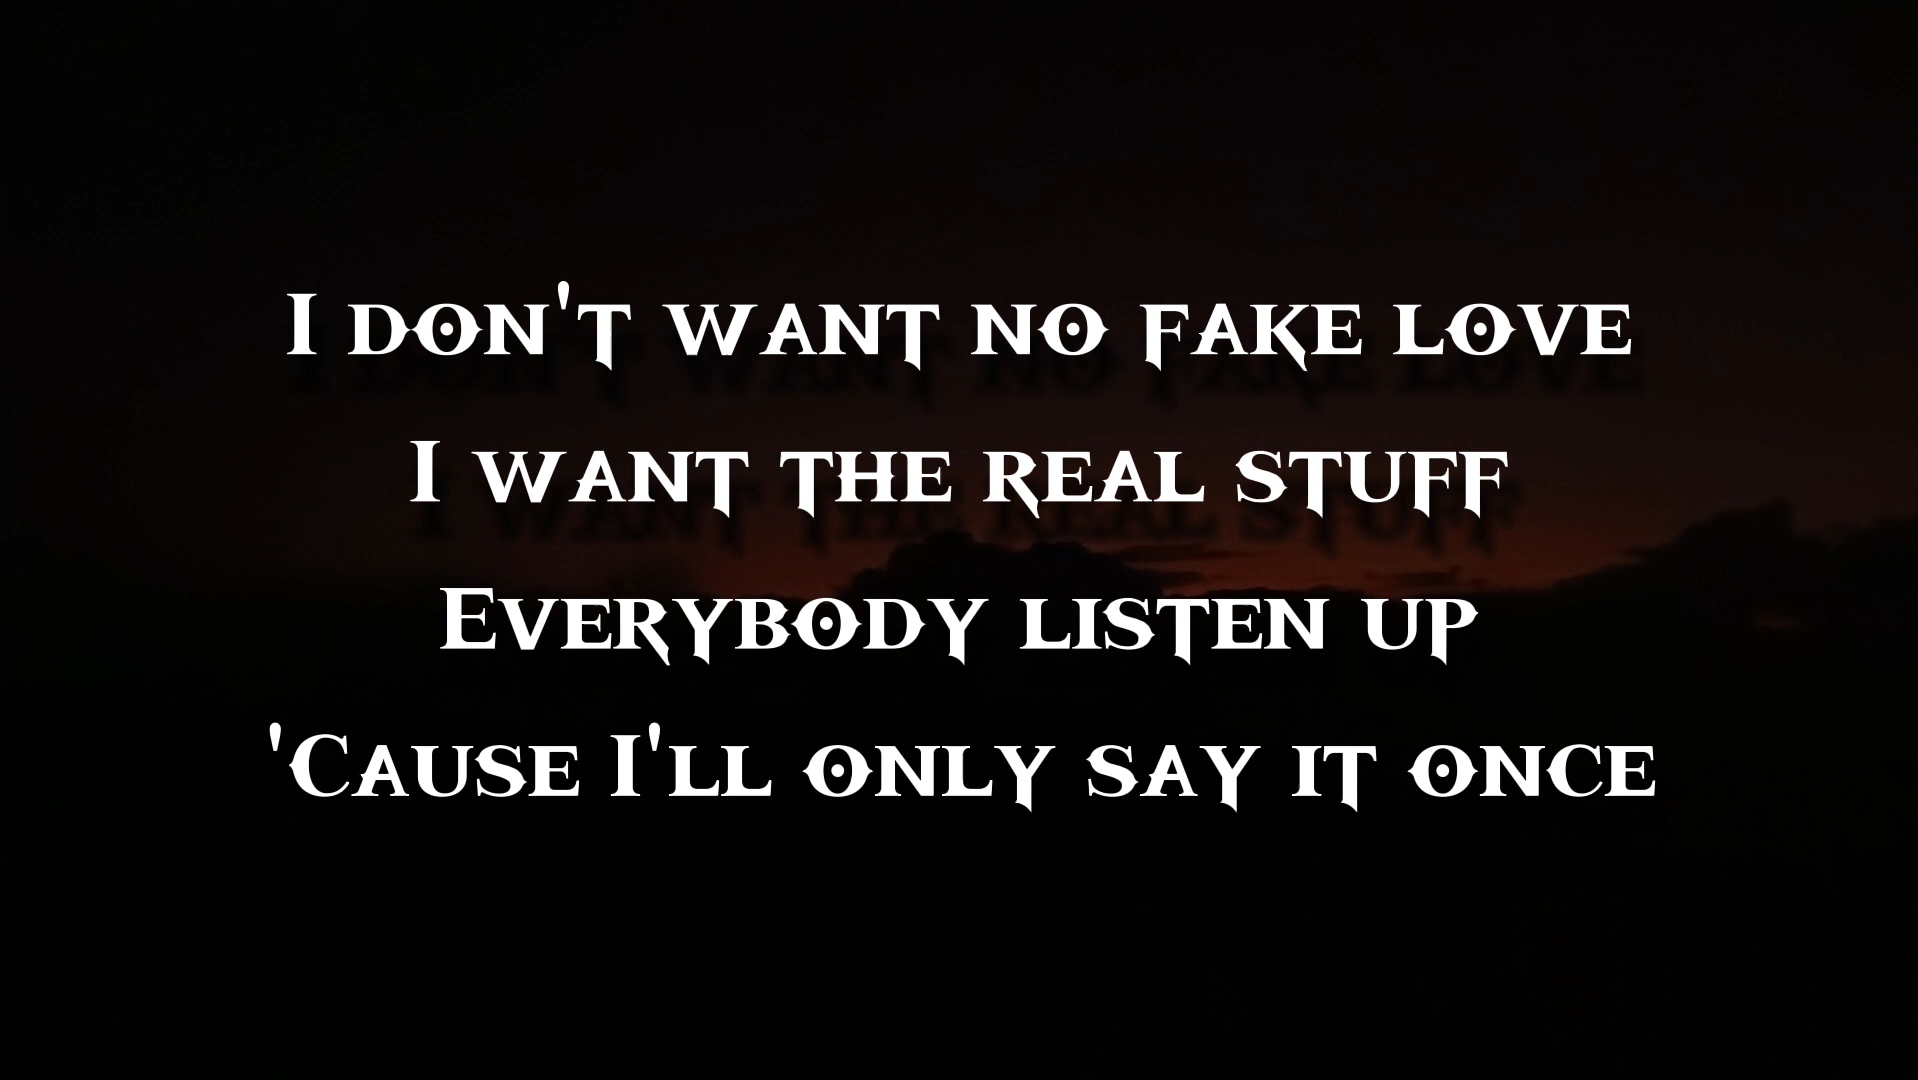 I don't want no fake love
I want the real stuff
Everybody listen up
'Cause I'll only say it once